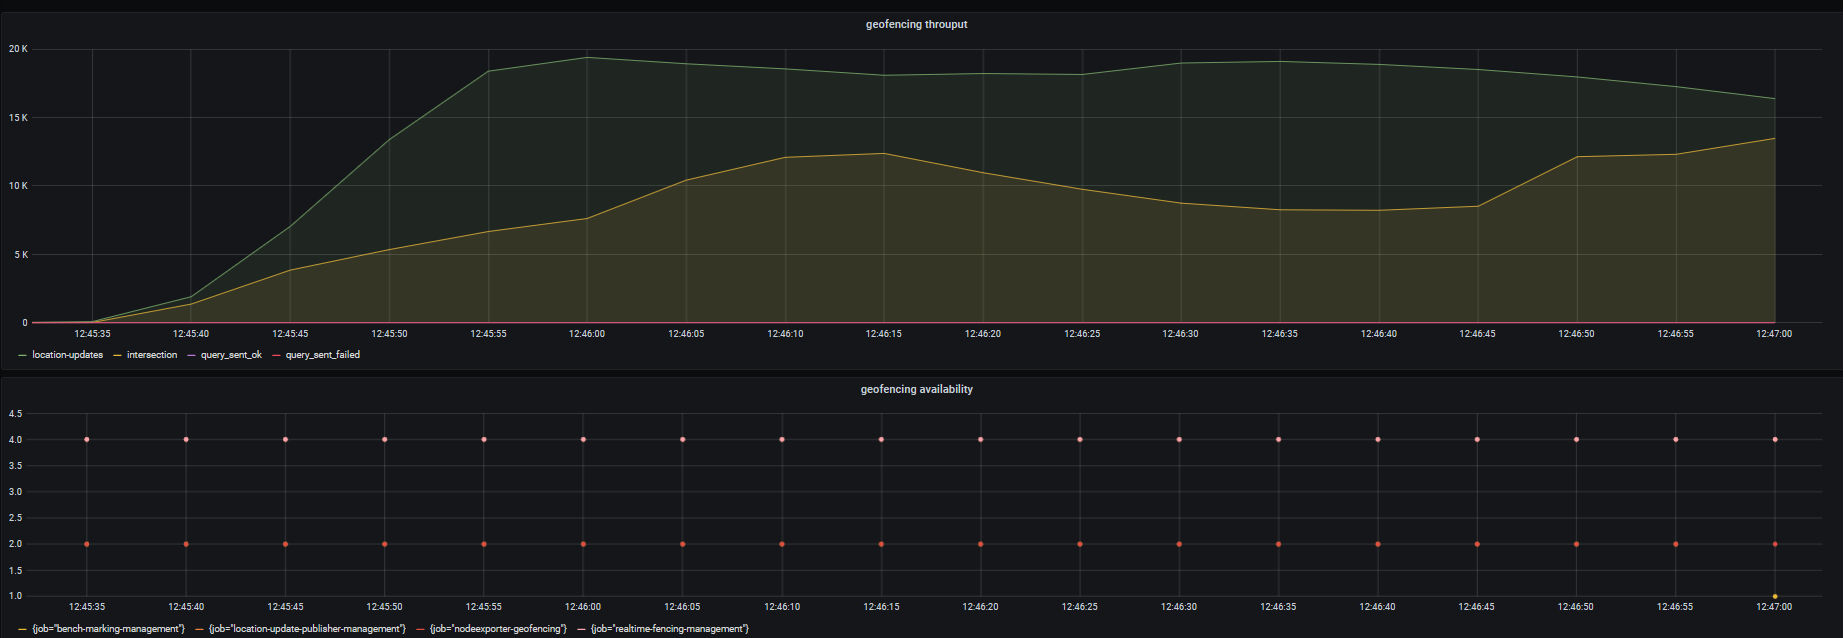 geofencing throuput
20 K
15 K
10 K
5 K
0
12:45:35 12:45:40 12:45:45 12:45:50 12:45:55 12:46:00 12:46:05 12:46:10 12:46:15 12:46:20 12:46:25 12:46:30 12:46:35 12:46:40 12:46:45 12:46:50 12:46:55 12:47:00
location-updates intersection query_sent_ok query_sent_failed
geofencing availability
4.5
4.0
3.5
3.0
2.5
2.0
1.5
1.0
12:45:35 12:45:40 12:45:45 12:45:50 12:45:55 12:46:00 12:46:05 12:46:10 12:46:15 12:46:20 12:46:25 12:46:30 12:46:35 12:46:40 12:46:45 12:46:50 12:46:55 12:47:00
{job="bench-marking-management"} {job="location-update-publisher-management"} {job="nodeexporter-geofencing"} {job="realtime-fencing-management"}